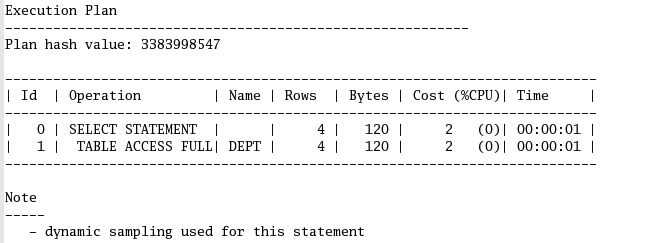 Execution Plan
----------------------------------------------------------
Plan hash value: 3383998547

--------------------------------------------------------------------------
| Id  | Operation         | Name | Rows  | Bytes | Cost (%CPU)| Time     |
--------------------------------------------------------------------------
|   0 | SELECT STATEMENT  |      |     4 |   120 |     2   (0)| 00:00:01 |
|   1 |  TABLE ACCESS FULL| DEPT |     4 |   120 |     2   (0)| 00:00:01 |
--------------------------------------------------------------------------

Note
-----
   - dynamic sampling used for this statement